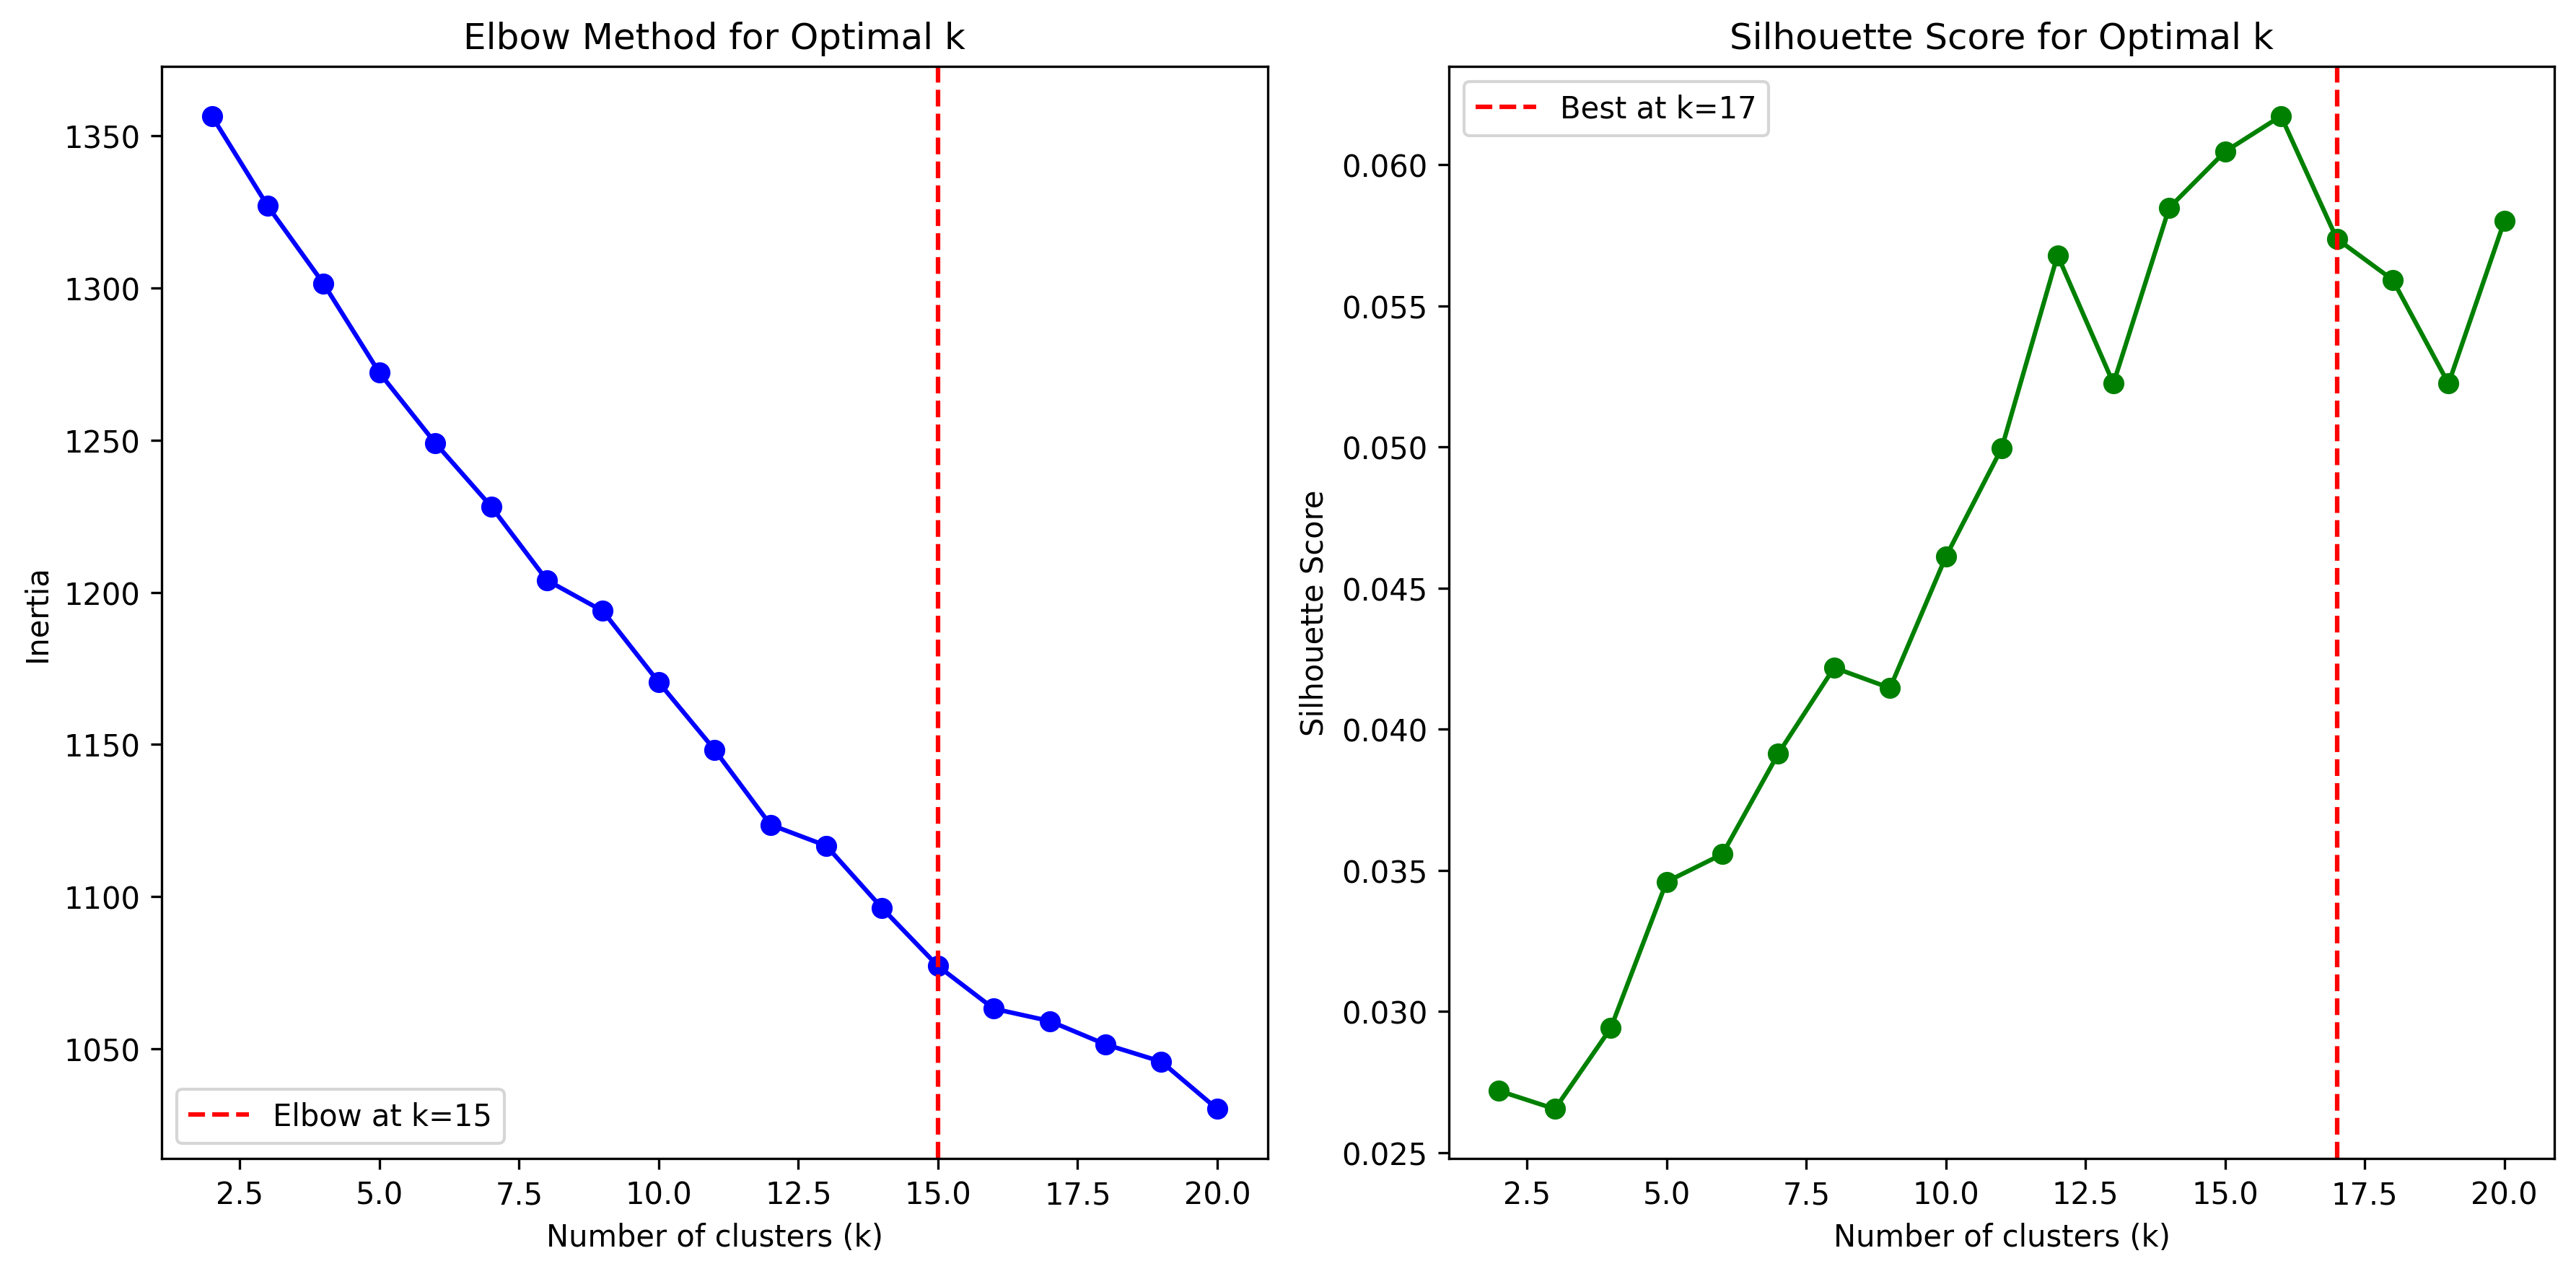 Elbow Method for Optimal k
Inertia
1350
1300
1250
1200
1150
1100
1050
Elbow at k=15
2.5 5.0 7.5 10.0 12.5 15.0 17.5 20.0
Number of clusters (k)
Silhouette Score for Optimal k
Best at k=17
Silhouette Score
0.060
0.055
0.050
0.045
0.040
0.035
0.030
0.025
2.5 5.0 7.5 10.0 12.5 15.0 17.5 20.0
Number of clusters (k)